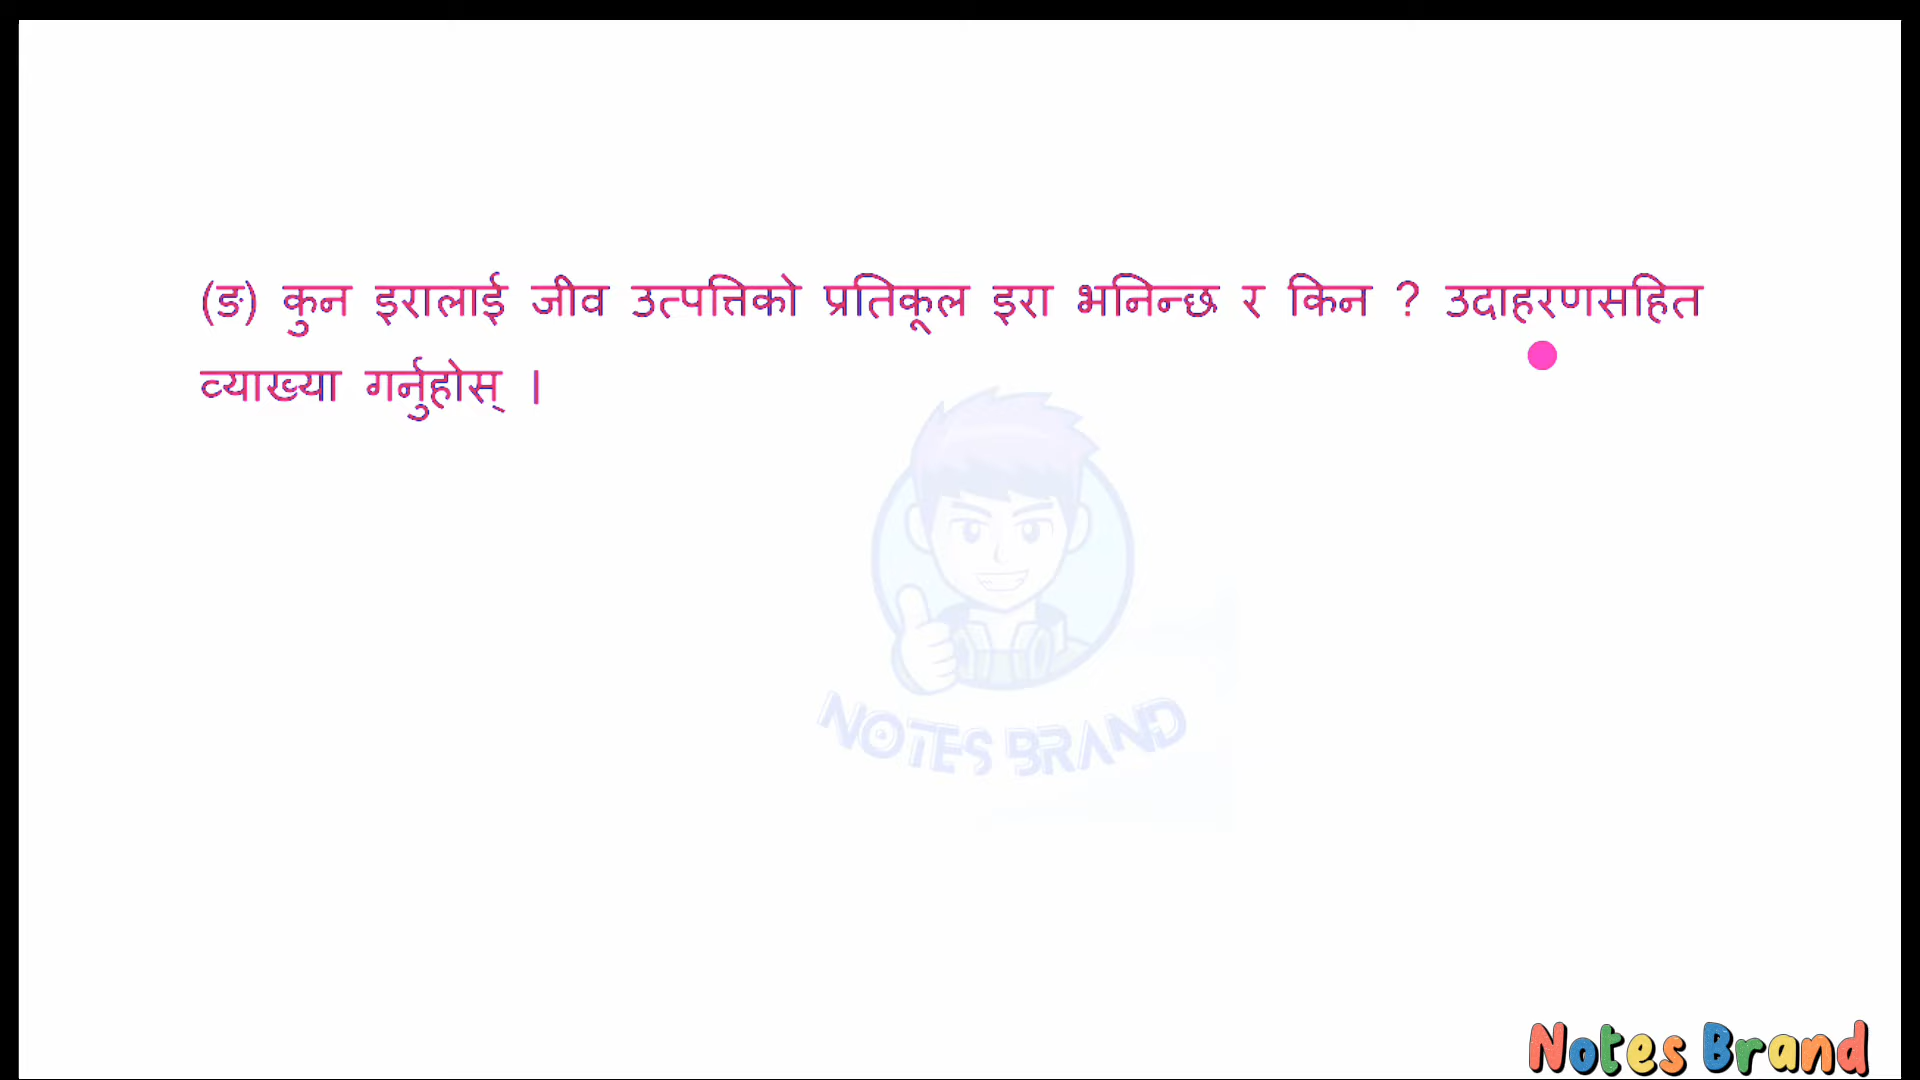 (ङ) कुन इरालाई जीव उत्पत्तिको प्रतिकूल इरा भनिन्छ र किन ? उदाहरणसहित
व्याख्या गर्नुहोस् ।
NOTES BRAND
Notes Brand